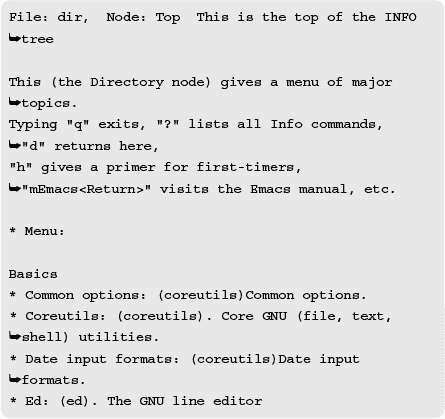 File: dir,  Node: Top  This is the top of the INFO
➥tree

This (the Directory node) gives a menu of major
➥topics.
Typing "q" exits, "?" lists all Info commands,
➥"d" returns here,
"h" gives a primer for first-timers,
➥"mEmacs<Return>" visits the Emacs manual, etc.

* Menu:

Basics
* Common options: (coreutils)Common options.
* Coreutils: (coreutils). Core GNU (file, text,
➥shell) utilities.
* Date input formats: (coreutils)Date input
➥formats.
* Ed: (ed). The GNU line editor